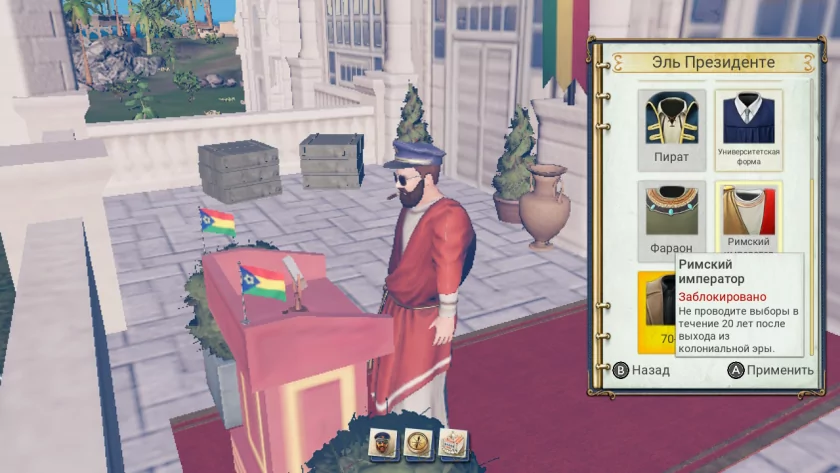 Эль Президенте
Пират
Университетская
форма
Фараон
Римский
Римский
император
Заблокировано
Не проводите выборы в
течение 20 лет после
выхода из
колониальной эры.
70
B Назад
A Применить